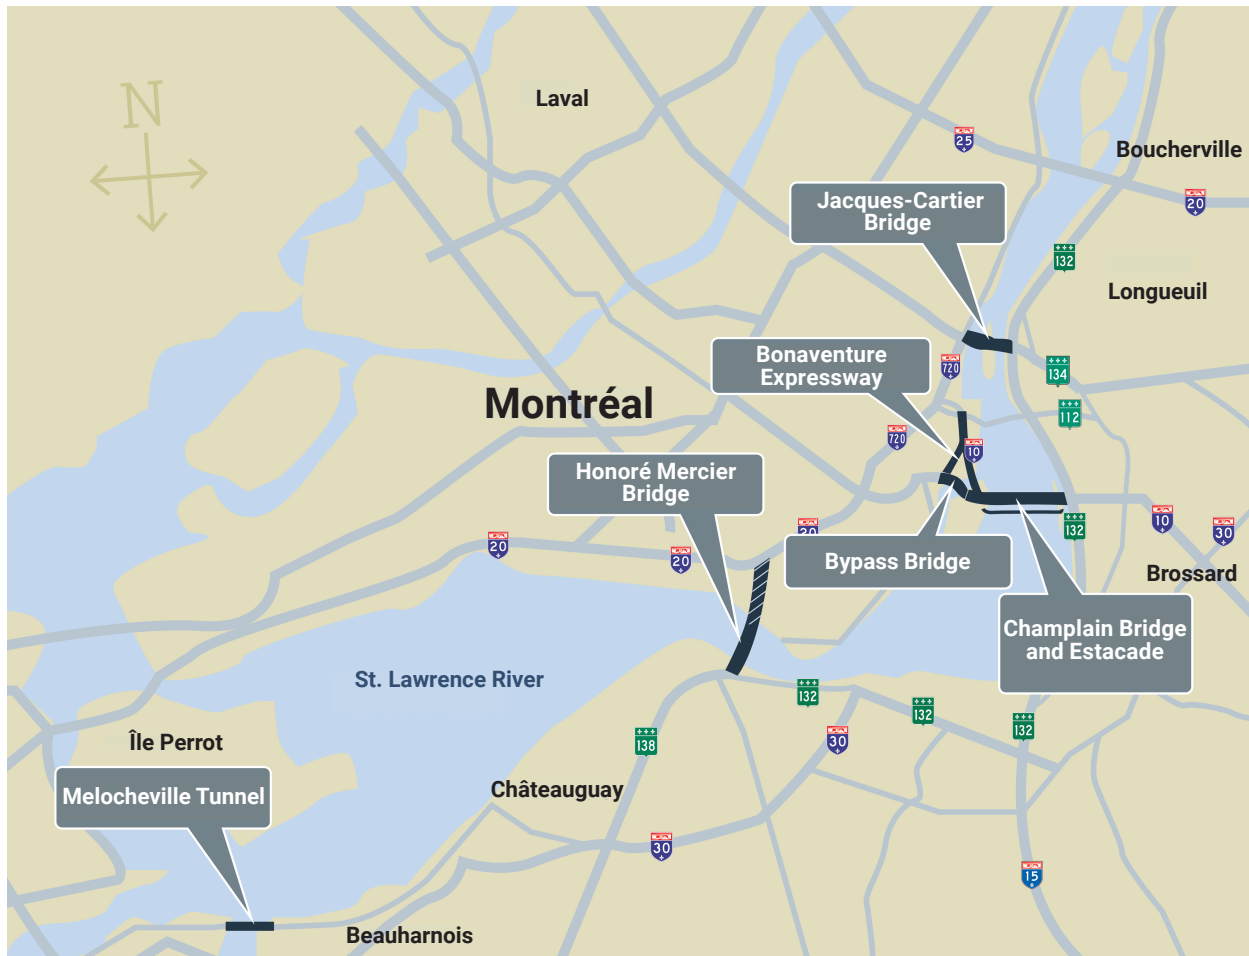 N
Laval
25
Boucherville
20
Jacques-Cartier
Bridge
132
Longueuil
Bonaventure
Expressway
720
134
Montréal
112
720
10
Honoré Mercier
Bridge
20
20
20
132
10
30
Bypass Bridge
Brossard
Champlain Bridge
and Estacade
St. Lawrence River
132
132
132
138
30
Île Perrot
Melocheville Tunnel
Châteauguay
30
15
Beauharnois